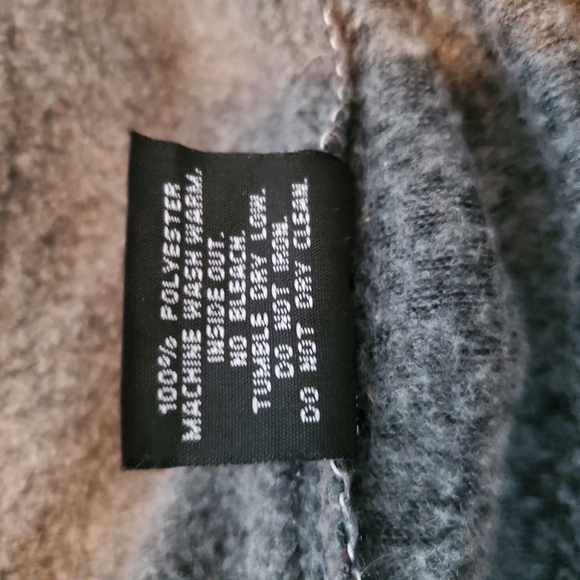 100% POLYESTER
MACHINE WASH WARM.
INSIDE OUT.
NO BLEACH.
TUMBLE DRY LOW.
DO NOT IRON.
DO NOT DRY CLEAN.